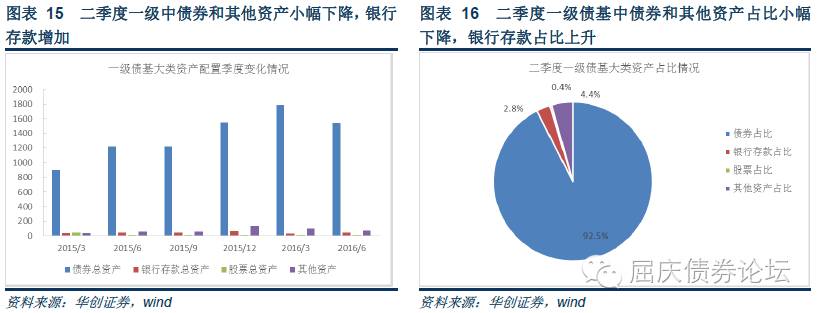 图表 15 二季度一级中债券和其他资产小幅下降，银行
存款增加
一级债基大类资产配置季度变化情况
2000
1800
1600
1400
1200
1000
800
600
400
200
0
2015/3 2015/6 2015/9 2015/12 2016/3 2016/6
债券总资产 银行存款总资产 股票总资产 其他资产
资料来源：华创证券，wind
图表 16 二季度一级债基中债券和其他资产占比小幅
下降，银行存款占比上升
二季度一级债基大类资产占比情况
0.4%
2.8%
4.4%
92.5%
债券占比
银行存款占比
股票占比
其他资产占比
屈庆债券论坛
资料来源：华创证券，wind